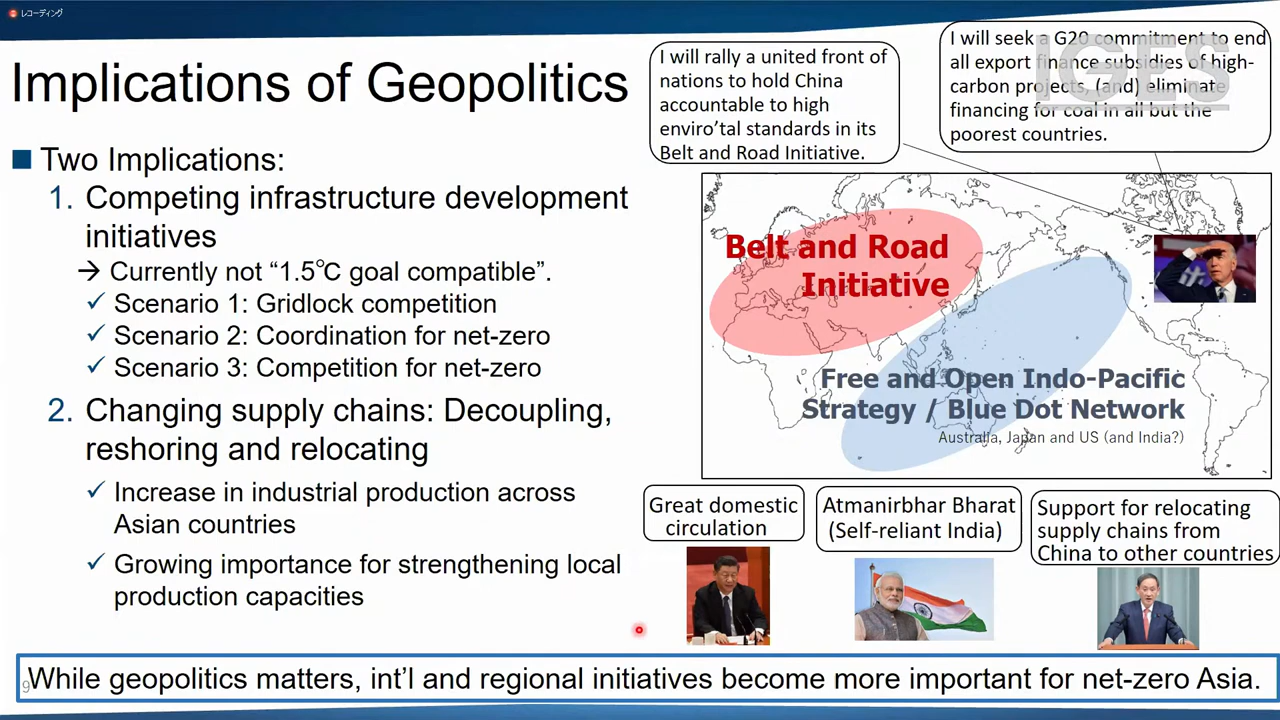 レコーディング
Implications of Geopolitics
Two Implications:
1. Competing infrastructure development
initiatives
→ Currently not “1.5℃ goal compatible”.
✓ Scenario 1: Gridlock competition
✓ Scenario 2: Coordination for net-zero
✓ Scenario 3: Competition for net-zero
2. Changing supply chains: Decoupling,
reshoring and relocating
✓ Increase in industrial production across
Asian countries
✓ Growing importance for strengthening local
production capacities
I will rally a united front of
nations to hold China
accountable to high
enviro’tal standards in its
Belt and Road Initiative.
I will seek a G20 commitment to end
all export finance subsidies of high-
carbon projects, (and) eliminate
financing for coal in all but the
poorest countries.
IGES
Belt and Road
Initiative
Free and Open Indo-Pacific
Strategy / Blue Dot Network
Australia, Japan and US (and India?)
Great domestic
circulation
Atmanirbhar Bharat
(Self-reliant India)
Support for relocating
supply chains from
China to other countries
While geopolitics matters, int’l and regional initiatives become more important for net-zero Asia.
9